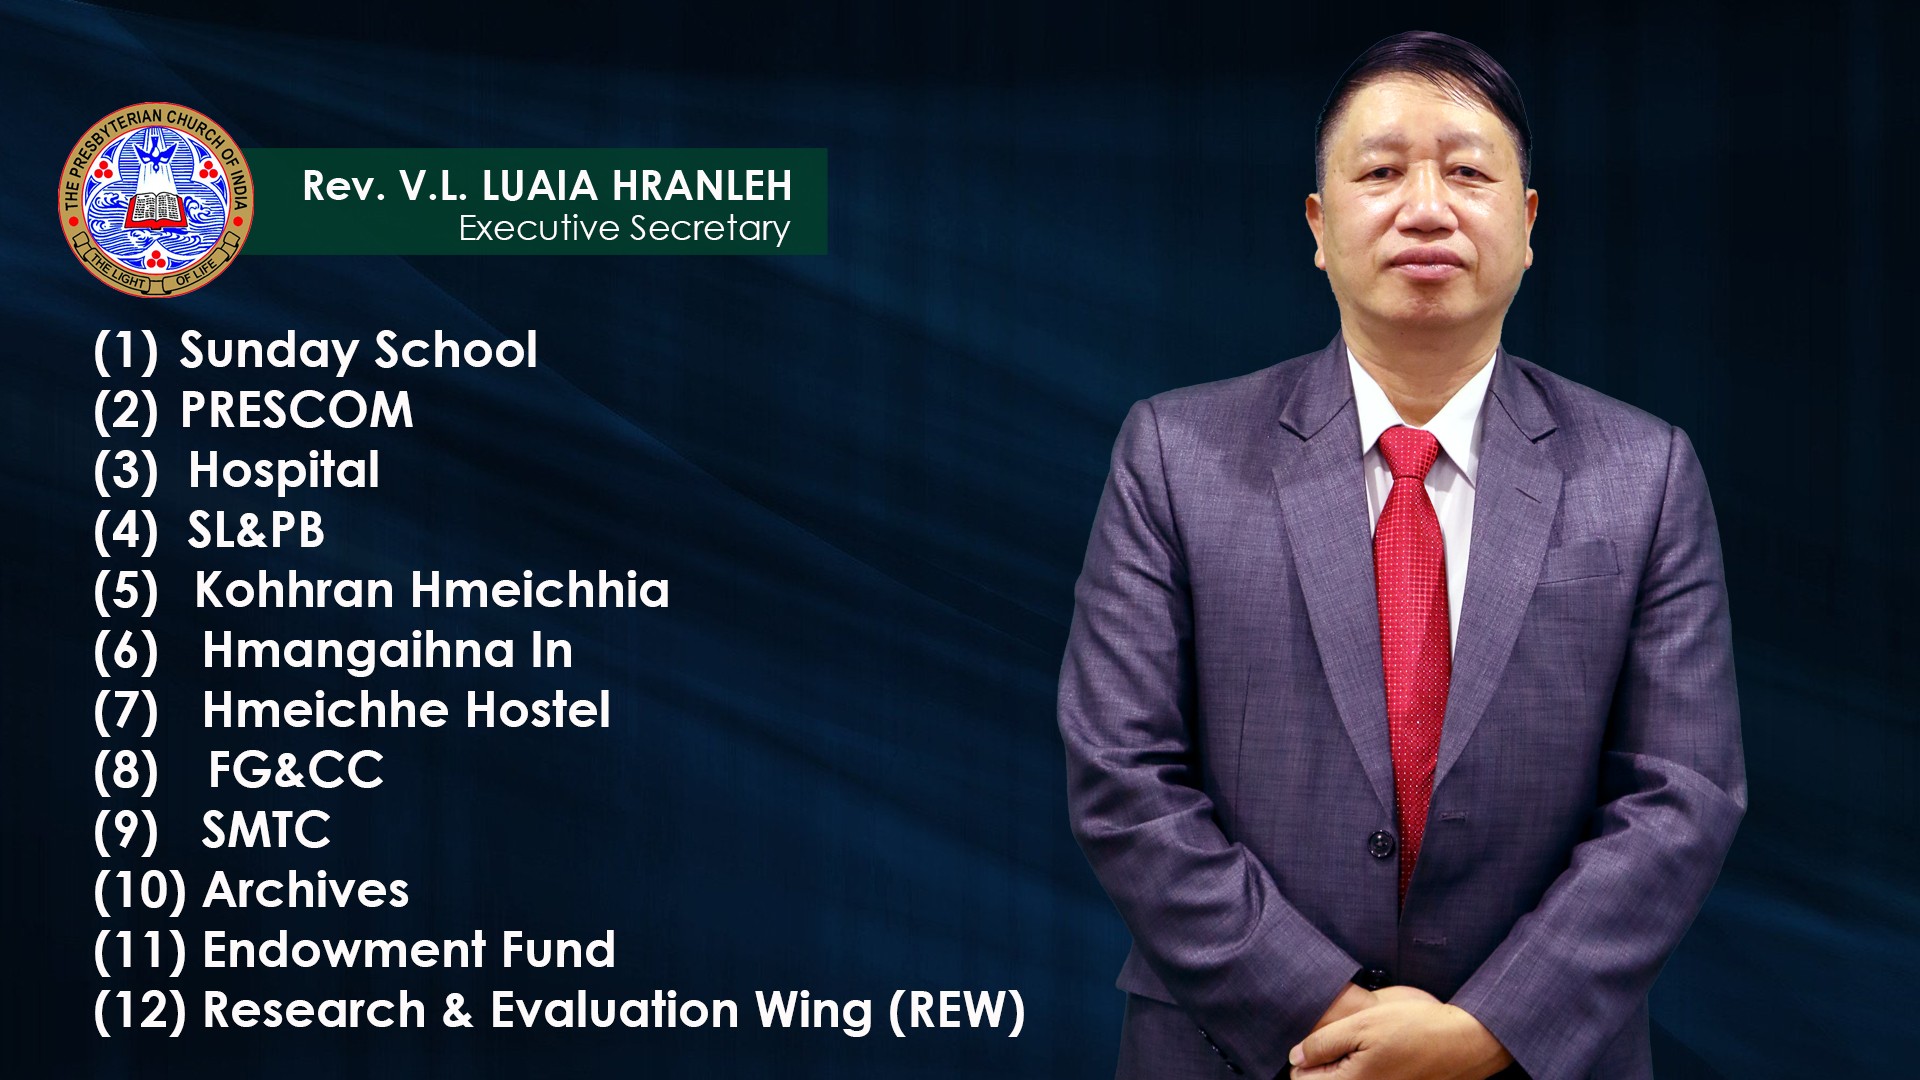 THE PRESBYTERIAN CHURCH OF INDIA
THE LIGHT OF LIFE
Rev. V.L. LUAIA HRANLEH
Executive Secretary
(1) Sunday School
(2) PRESCOM
(3) Hospital
(4) SL&PB
(5) Kohhran Hmeichhia
(6) Hmangaihna In
(7) Hmeichhe Hostel
(8) FG&CC
(9) SMTC
(10) Archives
(11) Endowment Fund
(12) Research & Evaluation Wing (REW)